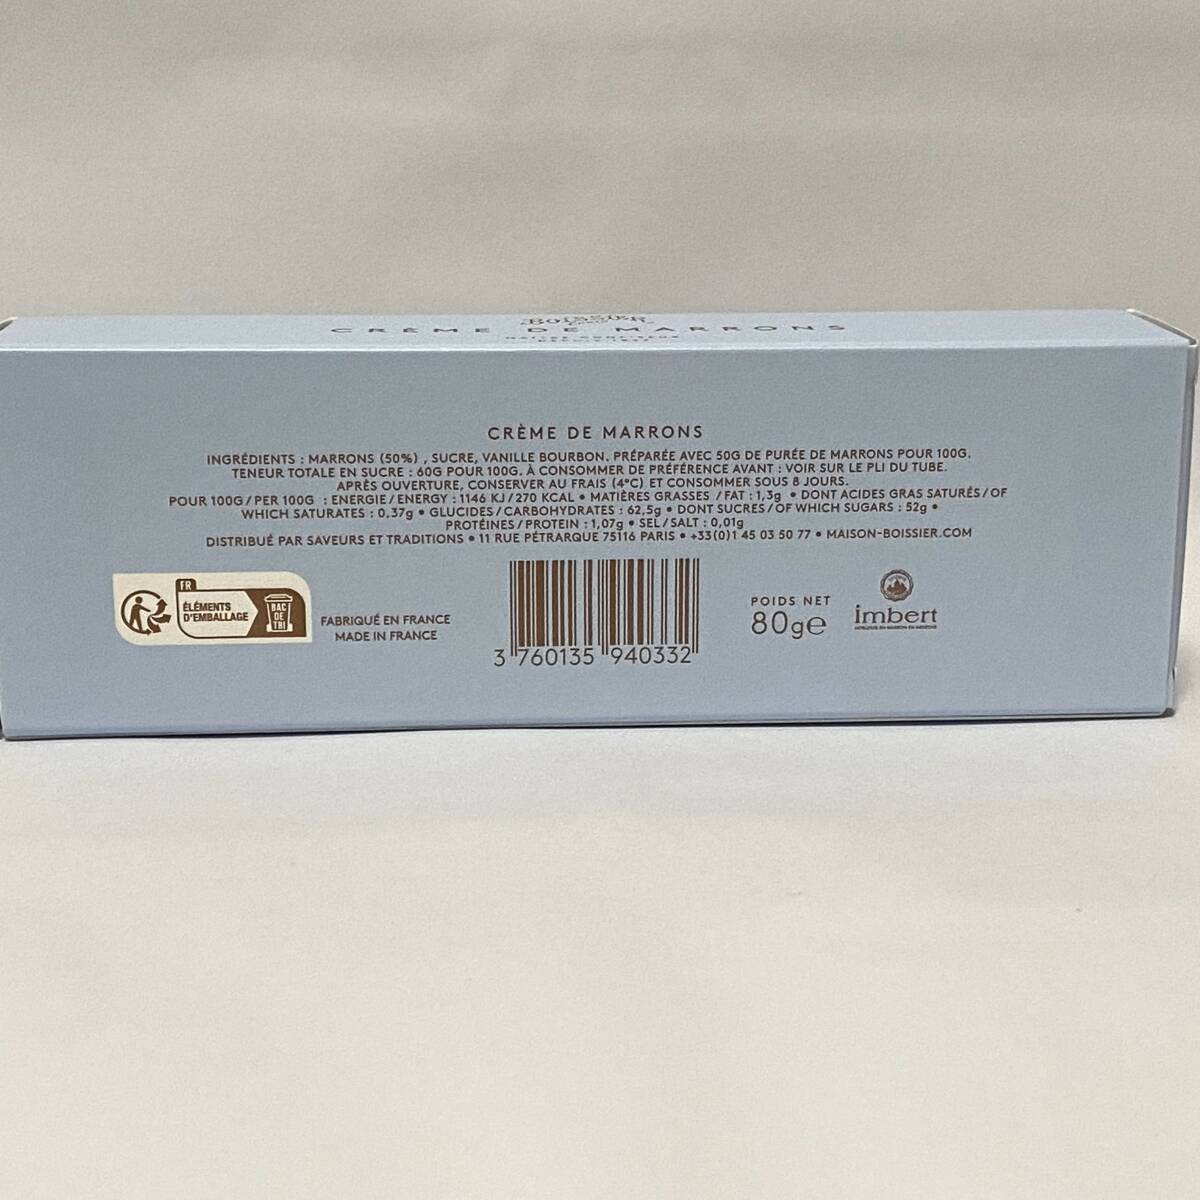 Boissier
CRÈME DE MARRONS
CRÈME DE MARRONS
INGRÉDIENTS : MARRONS (50%) , SUCRE, VANILLE BOURBON. PRÉPARÉE AVEC 50G DE PURÉE DE MARRONS POUR 100G.
TENEUR TOTALE EN SUCRE : 60G POUR 100G. À CONSOMMER DE PRÉFÉRENCE AVANT : VOIR SUR LE PLI DU TUBE.
APRÈS OUVERTURE, CONSERVER AU FRAIS (4°C) ET CONSOMMER SOUS 8 JOURS.
POUR 100G / PER 100G : ENERGIE / ENERGY : 1146 KJ / 270 KCAL • MATIÈRES GRASSES / FAT : 1,3g • DONT ACIDES GRAS SATURÉS / OF
WHICH SATURATES : 0,37g • GLUCIDES / CARBOHYDRATES : 62,5g • DONT SUCRES / OF WHICH SUGARS : 52g •
PROTÉINES / PROTEIN : 1,07g • SEL / SALT : 0,01g
DISTRIBUÉ PAR SAVEURS ET TRADITIONS • 11 RUE PÉTRARQUE 75116 PARIS • +33(0)1 45 03 50 77 • MAISON-BOISSIER.COM
FR
ÉLÉMENTS
D'EMBALLAGE
BAC
DE
TRI
FABRIQUÉ EN FRANCE
MADE IN FRANCE
3 760135 940332
POIDS NET
80g e
imbert